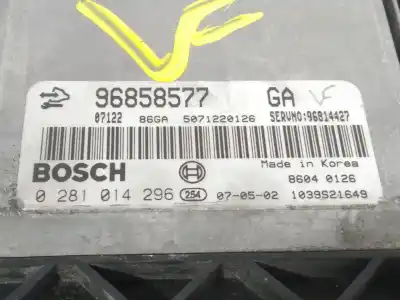 VF
96858577 GA VF
07122 86GA 5071220126 SERVNO:96814427
BOSCH Made in Korea
8604 0126
0 281 014 296 254 07-05-02 1039S21649